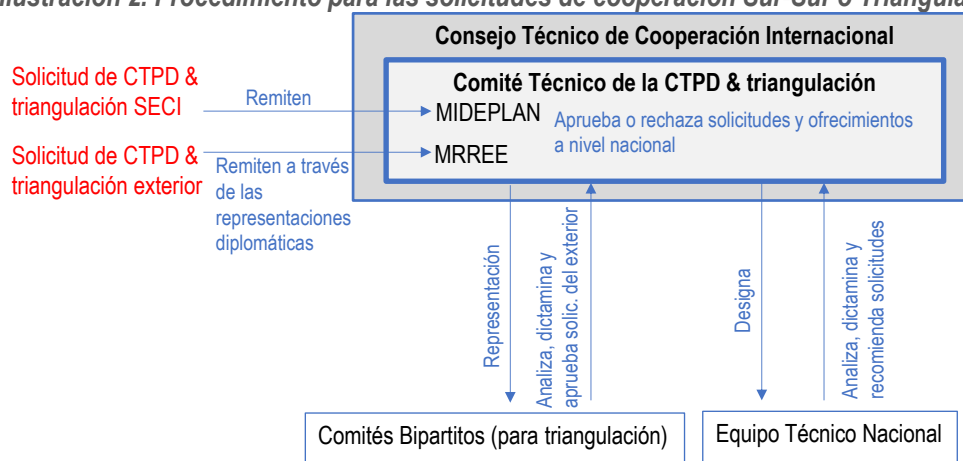 Ilustración 2. Procedimiento para las solicitudes de cooperación Sur-Sur o Triangular
Consejo Técnico de Cooperación Internacional
Solicitud de CTPD &
triangulación SECI
Remiten
Comité Técnico de la CTPD & triangulación
MIDEPLAN
Aprueba o rechaza solicitudes y ofrecimientos
a nivel nacional
Solicitud de CTPD &
triangulación exterior
MRREE
Remiten a través
de las
representaciones
diplomáticas
Representación
Analiza, dictamina y
aprueba solic. del exterior
Designa
Analiza, dictamina y
recomienda solicitudes
Comités Bipartitos (para triangulación)
Equipo Técnico Nacional